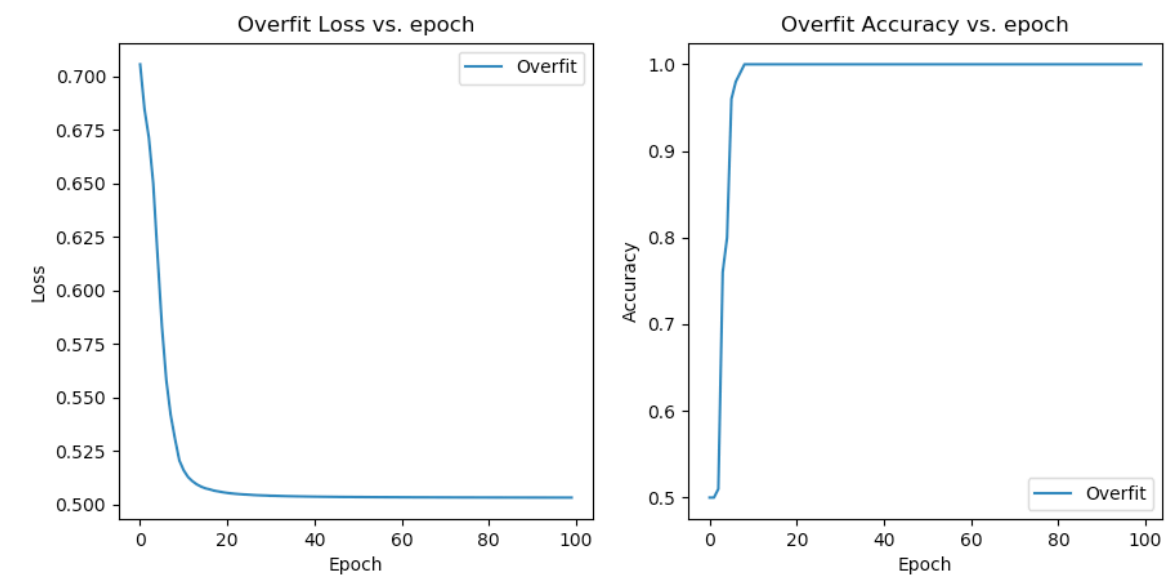 Overfit Loss vs. epoch
Overfit
0.700
0.675
0.650
0.625
0.600
0.575
0.550
0.525
0.500
Loss
0 20 40 60 80 100
Epoch
Overfit Accuracy vs. epoch
1.0
0.9
0.8
0.7
0.6
0.5
Accuracy
Overfit
0 20 40 60 80 100
Epoch